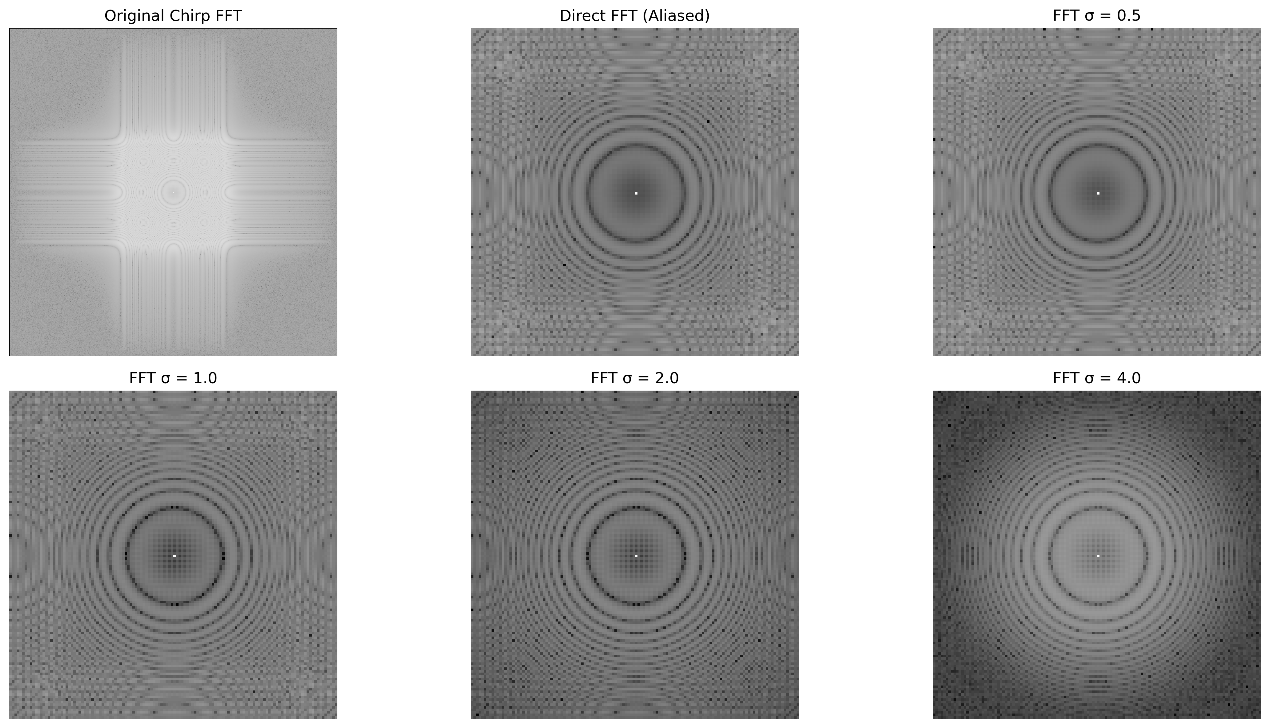 Original Chirp FFT
Direct FFT (Aliased)
FFT σ = 0.5
FFT σ = 1.0
FFT σ = 2.0
FFT σ = 4.0